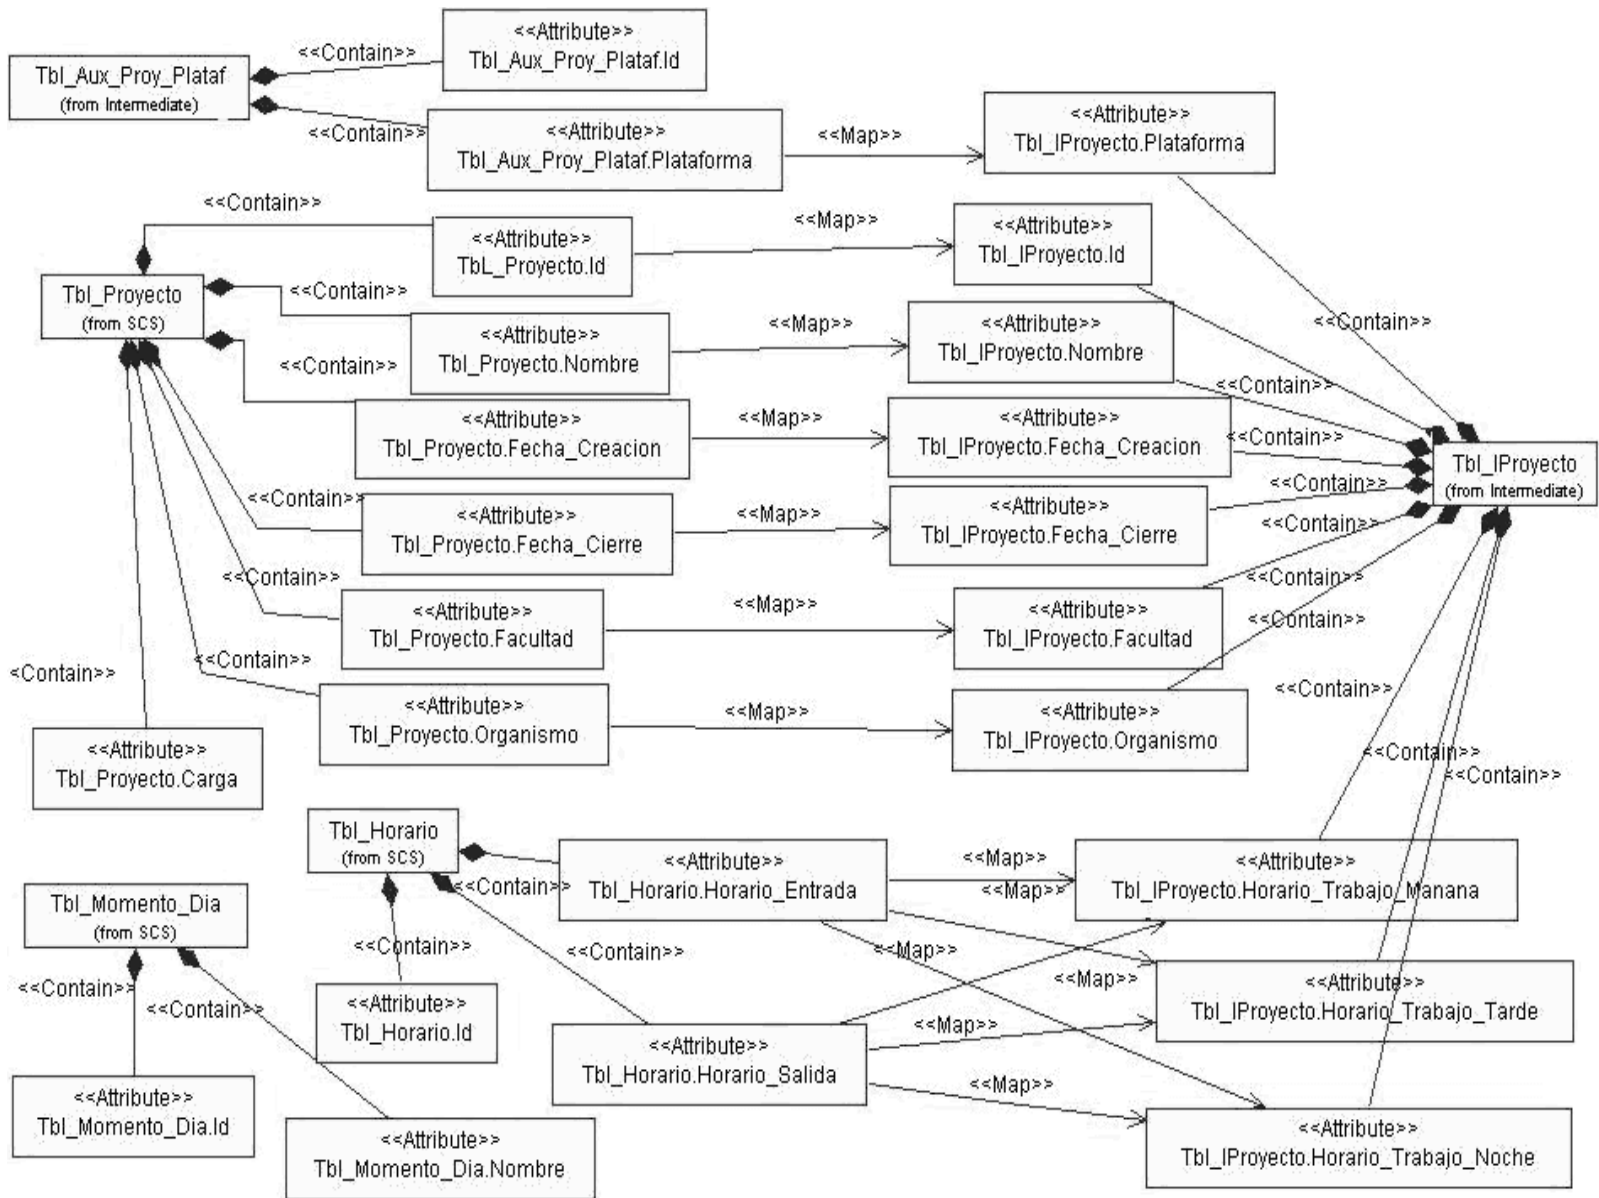 <<Attribute>>
Tbl_Aux_Proy_Plataf.Id
<<Contain>>
Tbl_Aux_Proy_Plataf
(from Intermediate)
<<Contain>>
<<Attribute>>
Tbl_Aux_Proy_Plataf.Plataforma
<<Map>>
<<Attribute>>
Tbl_IProyecto.Plataforma
<<Contain>>
<<Contain>>
<<Attribute>>
TbL_Proyecto.Id
<<Map>>
<<Attribute>>
Tbl_IProyecto.Id
Tbl_Proyecto
(from SCS)
<<Contain>>
<<Attribute>>
Tbl_Proyecto.Nombre
<<Map>>
<<Attribute>>
Tbl_IProyecto.Nombre
<<Contain>>
<<Contain>>
<<Attribute>>
Tbl_Proyecto.Fecha_Creacion
<<Map>>
<<Attribute>>
Tbl_IProyecto.Fecha_Creacion
<<Contain>>
Tbl_IProyecto
(from Intermediate)
<<Contain>>
<<Attribute>>
Tbl_Proyecto.Fecha_Cierre
<<Map>>
<<Attribute>>
Tbl_IProyecto.Fecha_Cierre
<<Contain>>
<<Contain>>
<<Contain>>
<<Attribute>>
Tbl_Proyecto.Facultad
<<Map>>
<<Attribute>>
Tbl_IProyecto.Facultad
<<Contain>>
<<Contain>>
<<Contain>>
<<Attribute>>
Tbl_Proyecto.Organismo
<<Map>>
<<Attribute>>
Tbl_IProyecto.Organismo
<<Contain>>
<Contain>>
<<Attribute>>
Tbl_Proyecto.Carga
<<Contain>>
<<Contain>>
Tbl_Horario
(from SCS)
<<Contain>>
<<Attribute>>
Tbl_Horario.Horario_Entrada
<<Map>>
<<Map>>
<<Attribute>>
Tbl_IProyecto.Horario_Trabajo_Manana
Tbl_Momento_Dia
(from SCS)
<<Contain>>
<<Contain>>
<<Map>>
<<Map>>
<<Attribute>>
Tbl_IProyecto.Horario_Trabajo_Tarde
<<Contain>>
<<Contain>>
<<Attribute>>
Tbl_Horario.Id
<<Attribute>>
Tbl_Horario.Horario_Salida
<<Map>>
<<Map>>
<<Attribute>>
Tbl_Momento_Dia.Id
<<Attribute>>
Tbl_Momento_Dia.Nombre
<<Attribute>>
Tbl_IProyecto.Horario_Trabajo_Noche